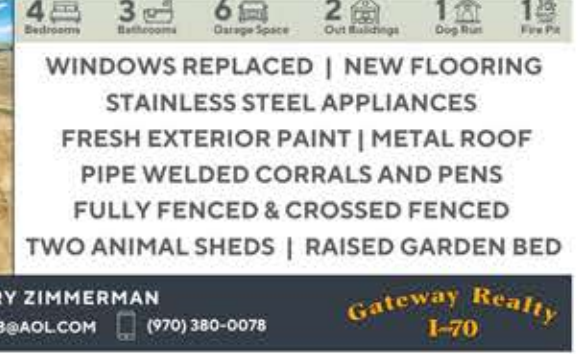 4 3 6 2 1 1
Bedrooms Bathrooms Garage Space Out Buildings Dog Run Fire Pit
WINDOWS REPLACED | NEW FLOORING
STAINLESS STEEL APPLIANCES
FRESH EXTERIOR PAINT | METAL ROOF
PIPE WELDED CORRALS AND PENS
FULLY FENCED & CROSSED FENCED
TWO ANIMAL SHEDS | RAISED GARDEN BED
RY ZIMMERMAN
@AOL.COM (970) 380-0078
Gateway Realty
I-70